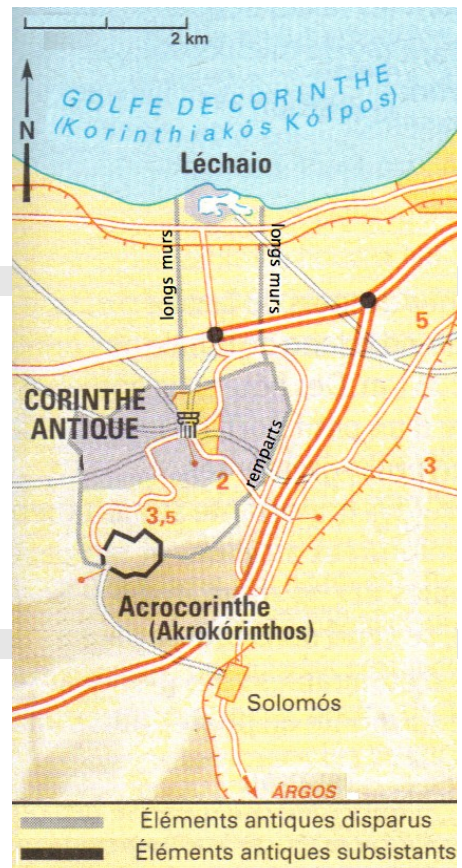 2 km
N
GOLFE DE CORINTHE
(Korinthiakós Kólpos)
Léchaio
longs murs
longs murs
5
CORINTHE
ANTIQUE
remparts
2
3
3,5
Acrocorinthe
(Akrokórinthos)
Solomós
ÁRGOS
Éléments antiques disparus
Éléments antiques subsistants